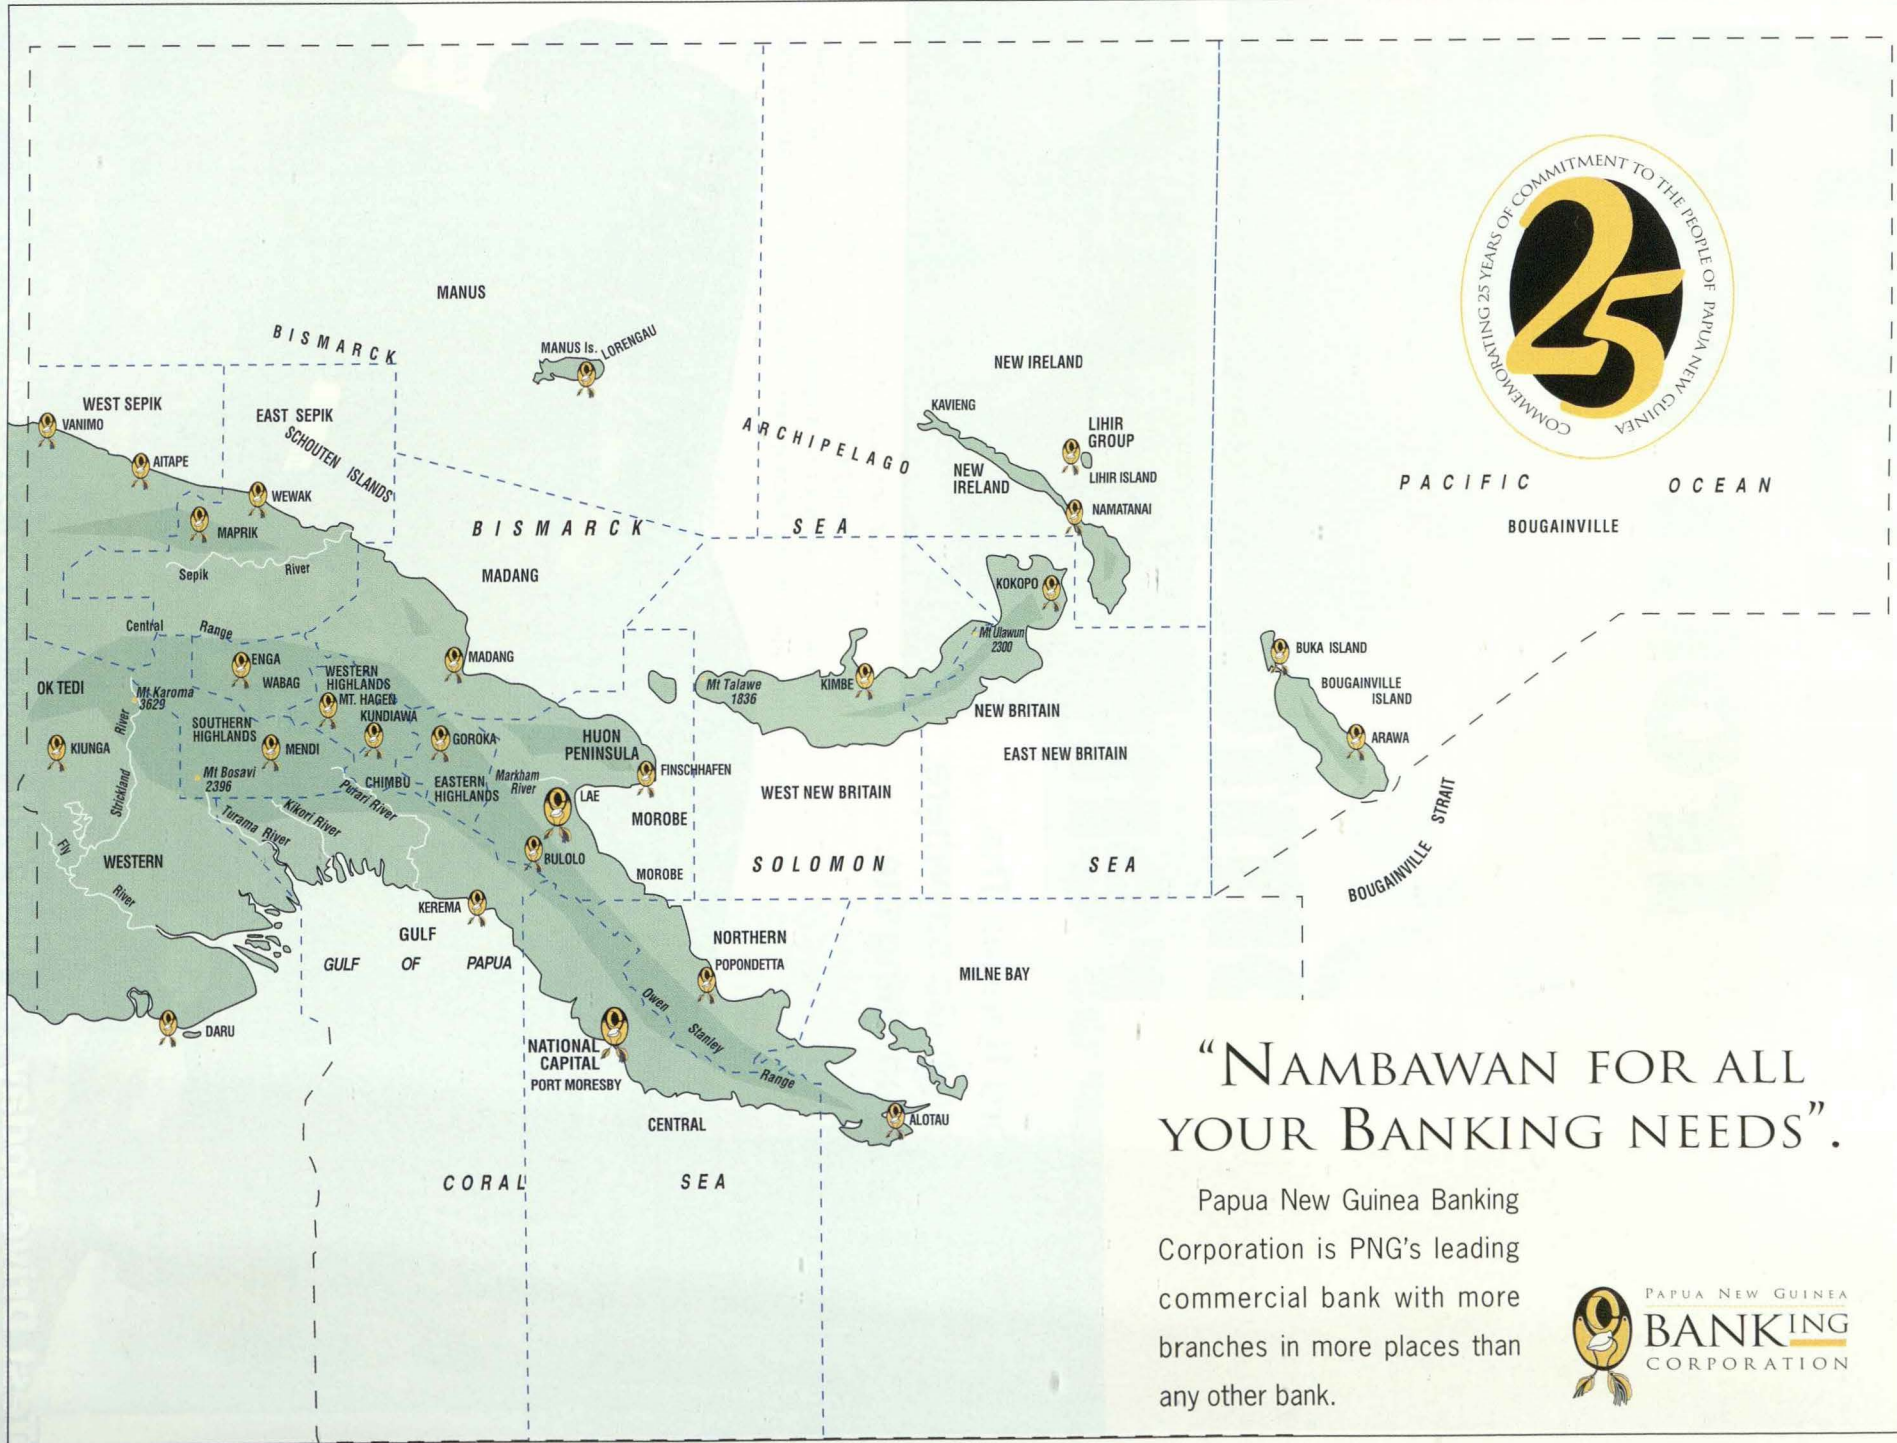 COMMEMORATING 25 YEARS OF COMMITMENT TO THE PEOPLE OF PAPUA NEW GUINEA
25
MANUS
BISMARCK
MANUS Is.
LORENGAU
NEW IRELAND
WEST SEPIK
VANIMO
EAST SEPIK
SCHOUTEN ISLANDS
KAVIENG
ARCHIPELAGO
LIHIR
GROUP
AITAPE
NEW
IRELAND
LIHIR ISLAND
PACIFIC OCEAN
WEWAK
NAMATANAI
MAPRIK
BISMARCK SEA
BOUGAINVILLE
Sepik River
MADANG
KOKOPO
Central Range
Mt Ulawun
2300
BUKA ISLAND
ENGA
WABAG
WESTERN
HIGHLANDS
MADANG
OK TEDI
Mt Karoma
3629
MT. HAGEN
Mt Talawe
1836
KIMBE
BOUGAINVILLE
ISLAND
KUNDIAWA
NEW BRITAIN
SOUTHERN
HIGHLANDS
KIUNGA
MENDI
GOROKA
HUON
PENINSULA
ARAWA
EAST NEW BRITAIN
FINSCHHAFEN
Mt Bosavi
2396
CHIMBU
EASTERN
HIGHLANDS
Markham
River
Strickland River
Purari River
Kikori River
Turama River
LAE
WEST NEW BRITAIN
MOROBE
BOUGAINVILLE STRAIT
Fly River
WESTERN
BULOLO
MOROBE
SOLOMON SEA
KEREMA
GULF
NORTHERN
GULF OF PAPUA
POPONDETTA
MILNE BAY
Owen Stanley Range
DARU
NATIONAL
CAPITAL
PORT MORESBY
CENTRAL
ALOTAU
CORAL SEA
“NAMBAWAN FOR ALL
YOUR BANKING NEEDS”.
Papua New Guinea Banking
Corporation is PNG's leading
commercial bank with more
branches in more places than
any other bank.
PAPUA NEW GUINEA
BANKING
CORPORATION